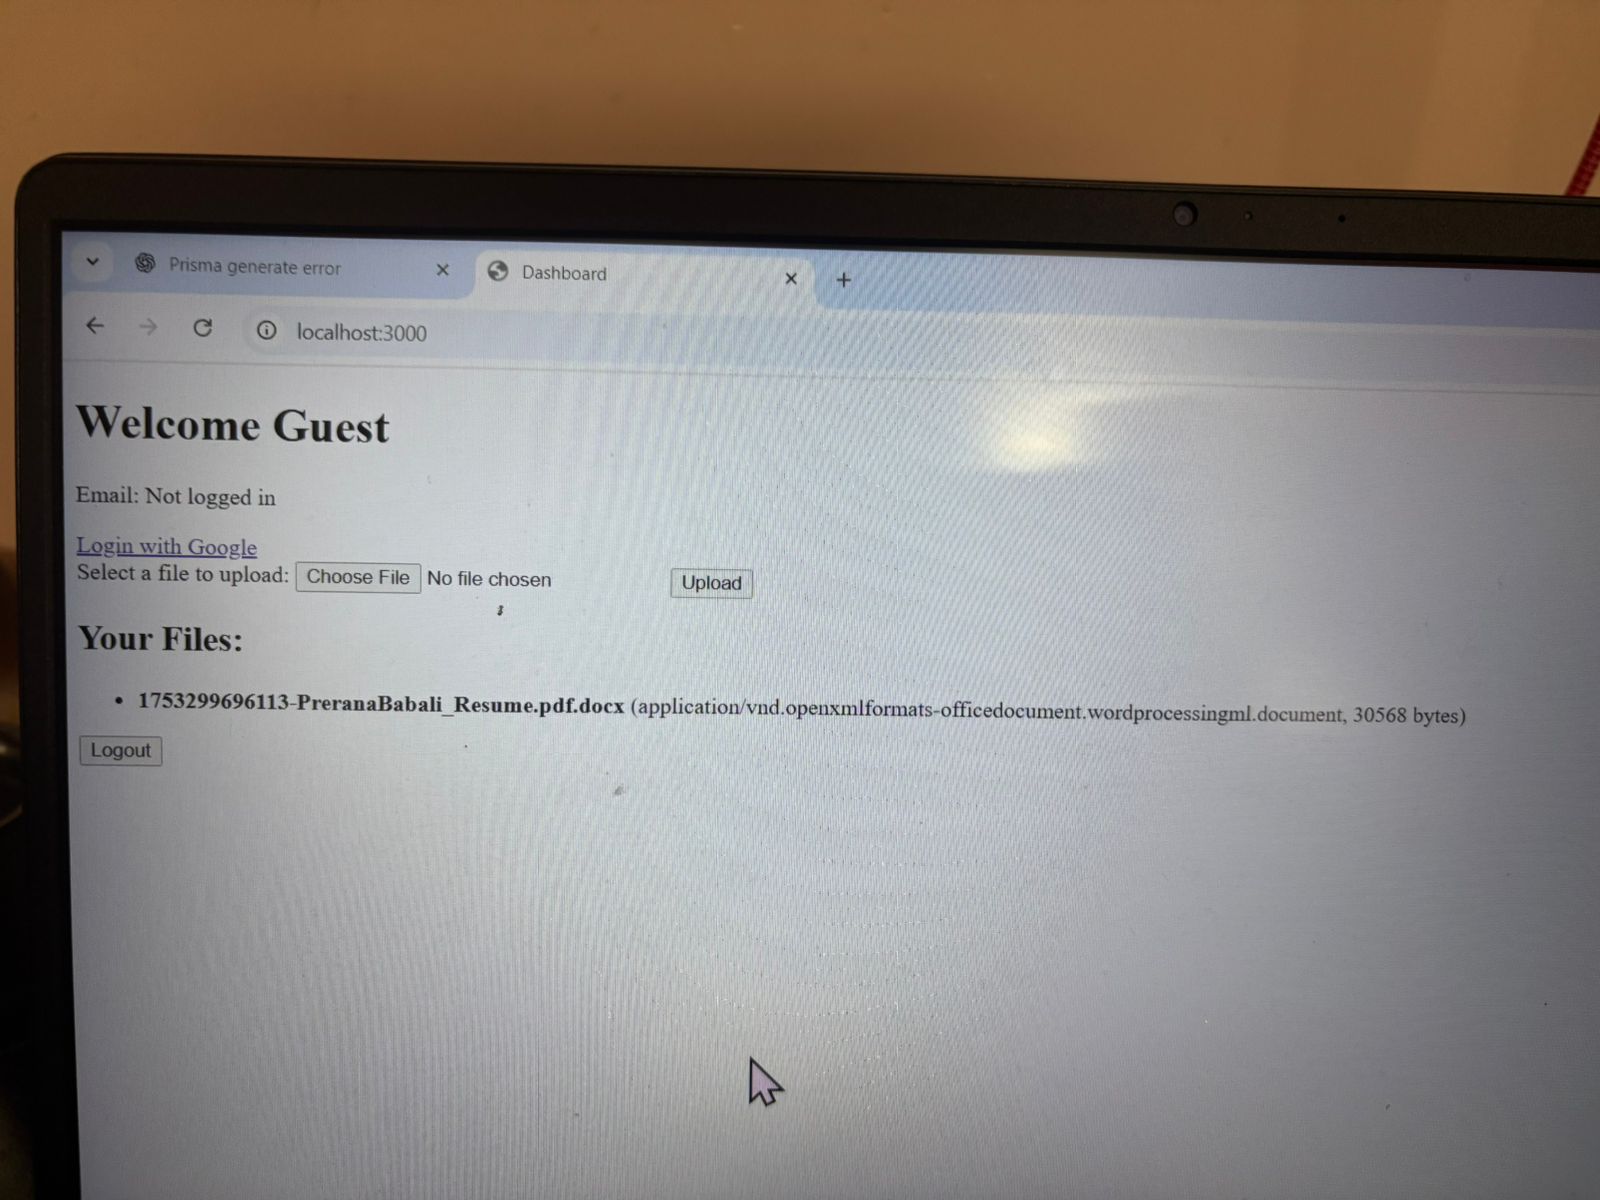 Prisma generate error
Dashboard
localhost:3000
Welcome Guest
Email: Not logged in
Login with Google
Select a file to upload: Choose File No file chosen Upload
Your Files:
• 1753299696113-PreranaBabali_Resume.pdf.docx (application/vnd.openxmlformats-officedocument.wordprocessingml.document, 30568 bytes)
Logout